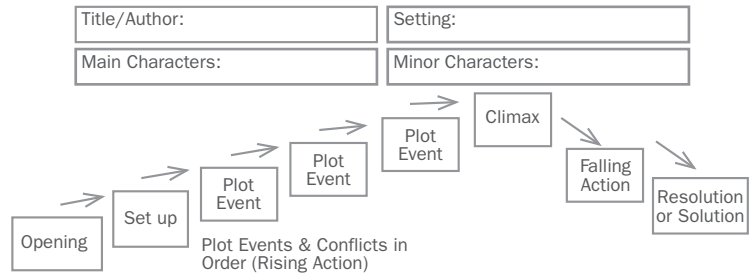 Title/Author:
Setting:
Main Characters:
Minor Characters:
Opening
Set up
Plot
Event
Plot
Event
Plot
Event
Climax
Falling
Action
Resolution
or Solution
Plot Events & Conflicts in
Order (Rising Action)